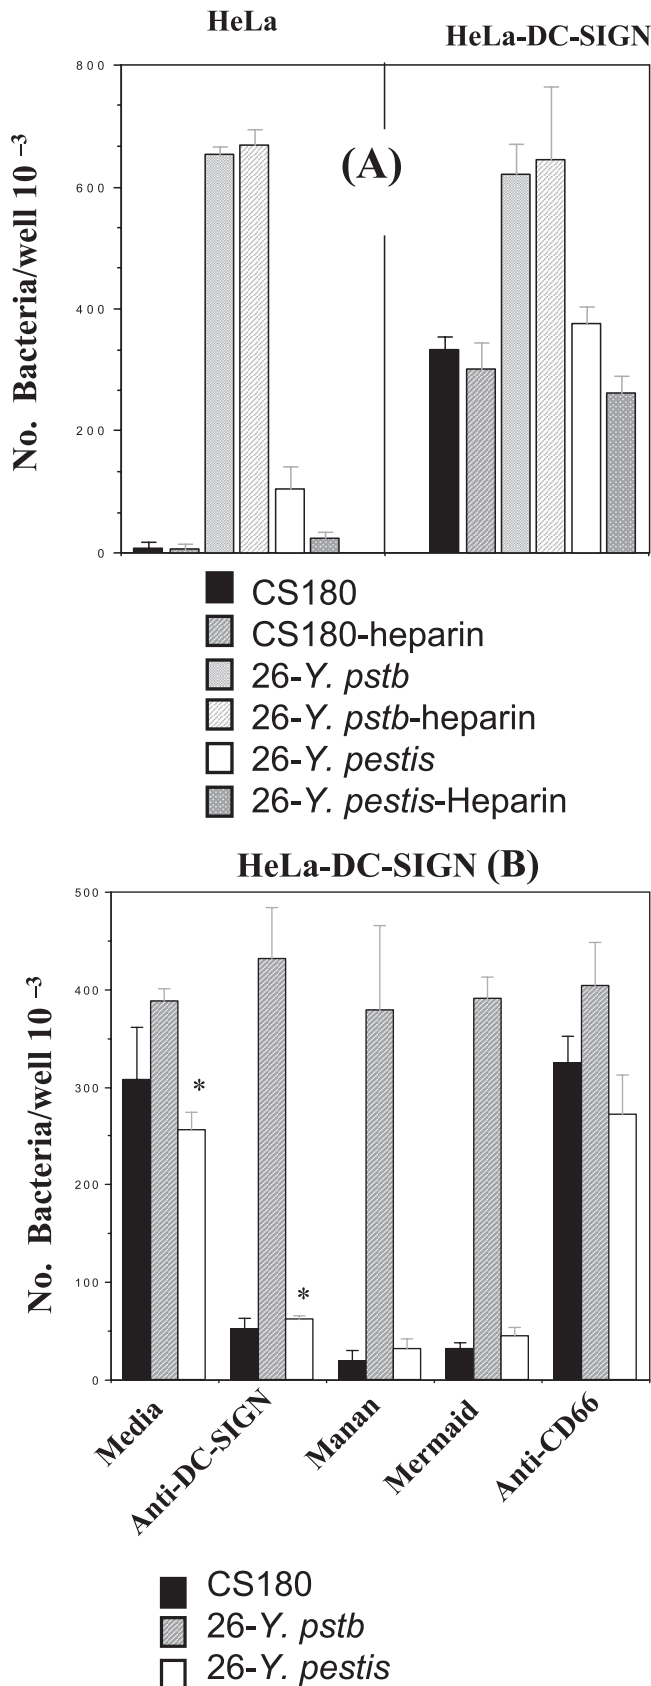 HeLa
HeLa-DC-SIGN
(A)
No. Bacteria/well 10 –3
800
600
400
200
0
CS180
CS180-heparin
26-Y. pstb
26-Y. pstb-heparin
26-Y. pestis
26-Y. pestis-Heparin
HeLa-DC-SIGN (B)
No. Bacteria/well 10 –3
500
400
300
200
100
0
*
*
Media
Anti-DC-SIGN
Manan
Mermaid
Anti-CD66
CS180
26-Y. pstb
26-Y. pestis